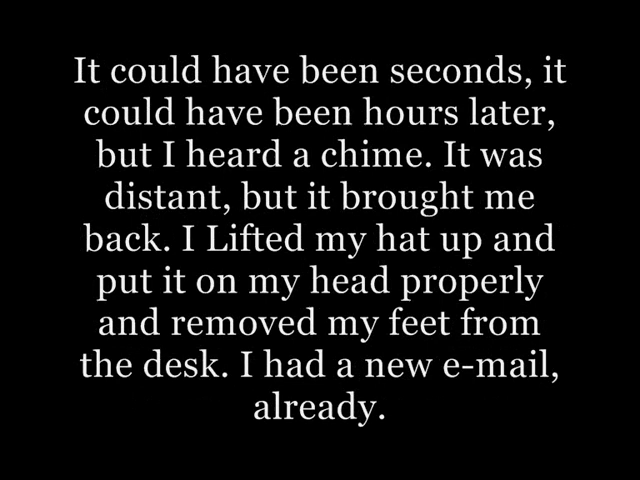 It could have been seconds, it
could have been hours later,
but I heard a chime. It was
distant, but it brought me
back. I Lifted my hat up and
put it on my head properly
and removed my feet from
the desk. I had a new e-mail,
already.